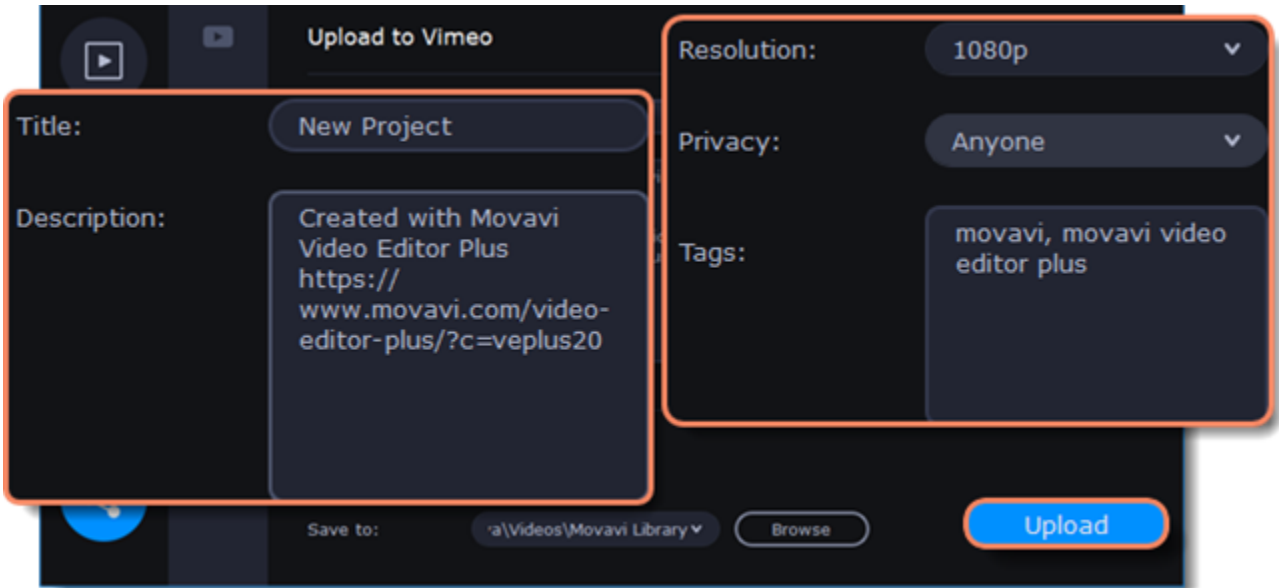 Upload to Vimeo
Title:
New Project
Description:
Created with Movavi
Video Editor Plus
https://
www.movavi.com/video-
editor-plus/?c=veplus20
Resolution:
1080p
Privacy:
Anyone
Tags:
movavi, movavi video
editor plus
Save to:
a\Videos\Movavi Library
Browse
Upload